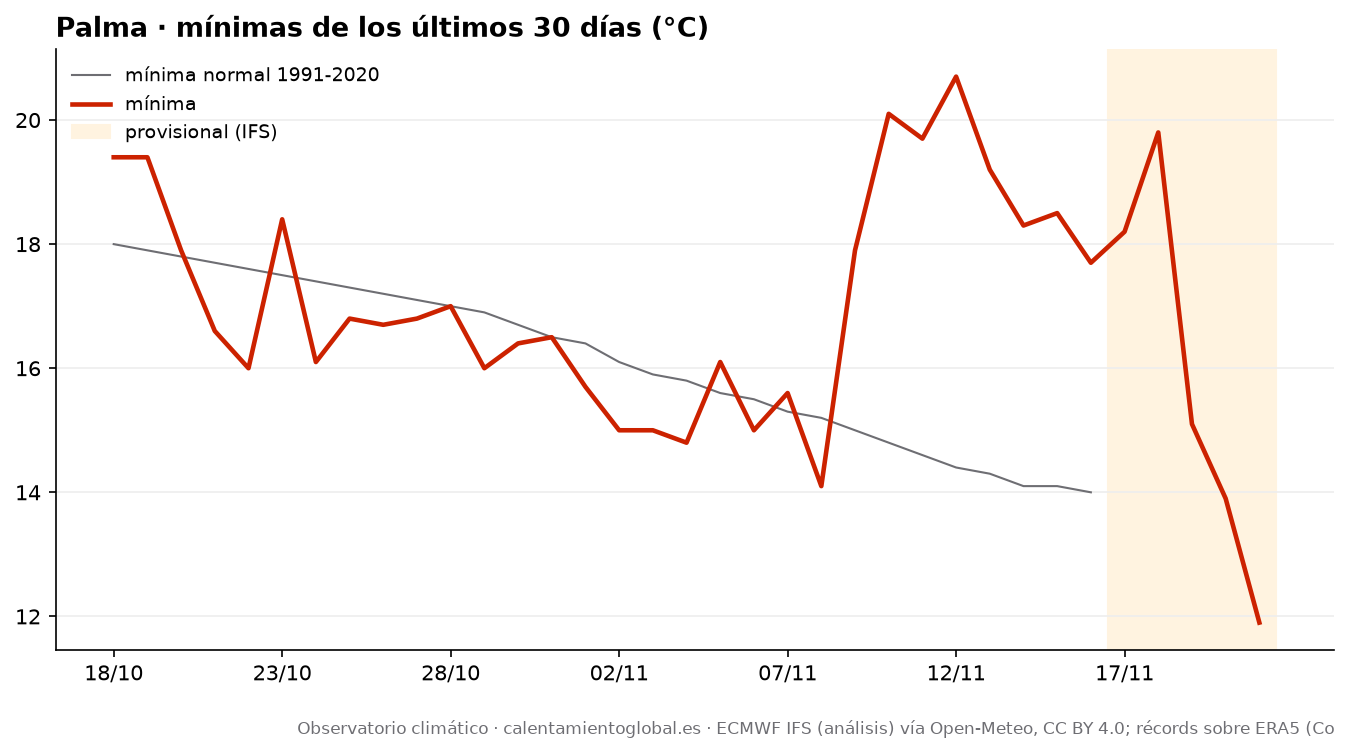 Palma · mínimas de los últimos 30 días (°C)
mínima normal 1991-2020
mínima
provisional (IFS)
20
18
16
14
12
18/10
23/10
28/10
02/11
07/11
12/11
17/11
Observatorio climático · calentamientoglobal.es · ECMWF IFS (análisis) vía Open-Meteo, CC BY 4.0; récords sobre ERA5 (Co